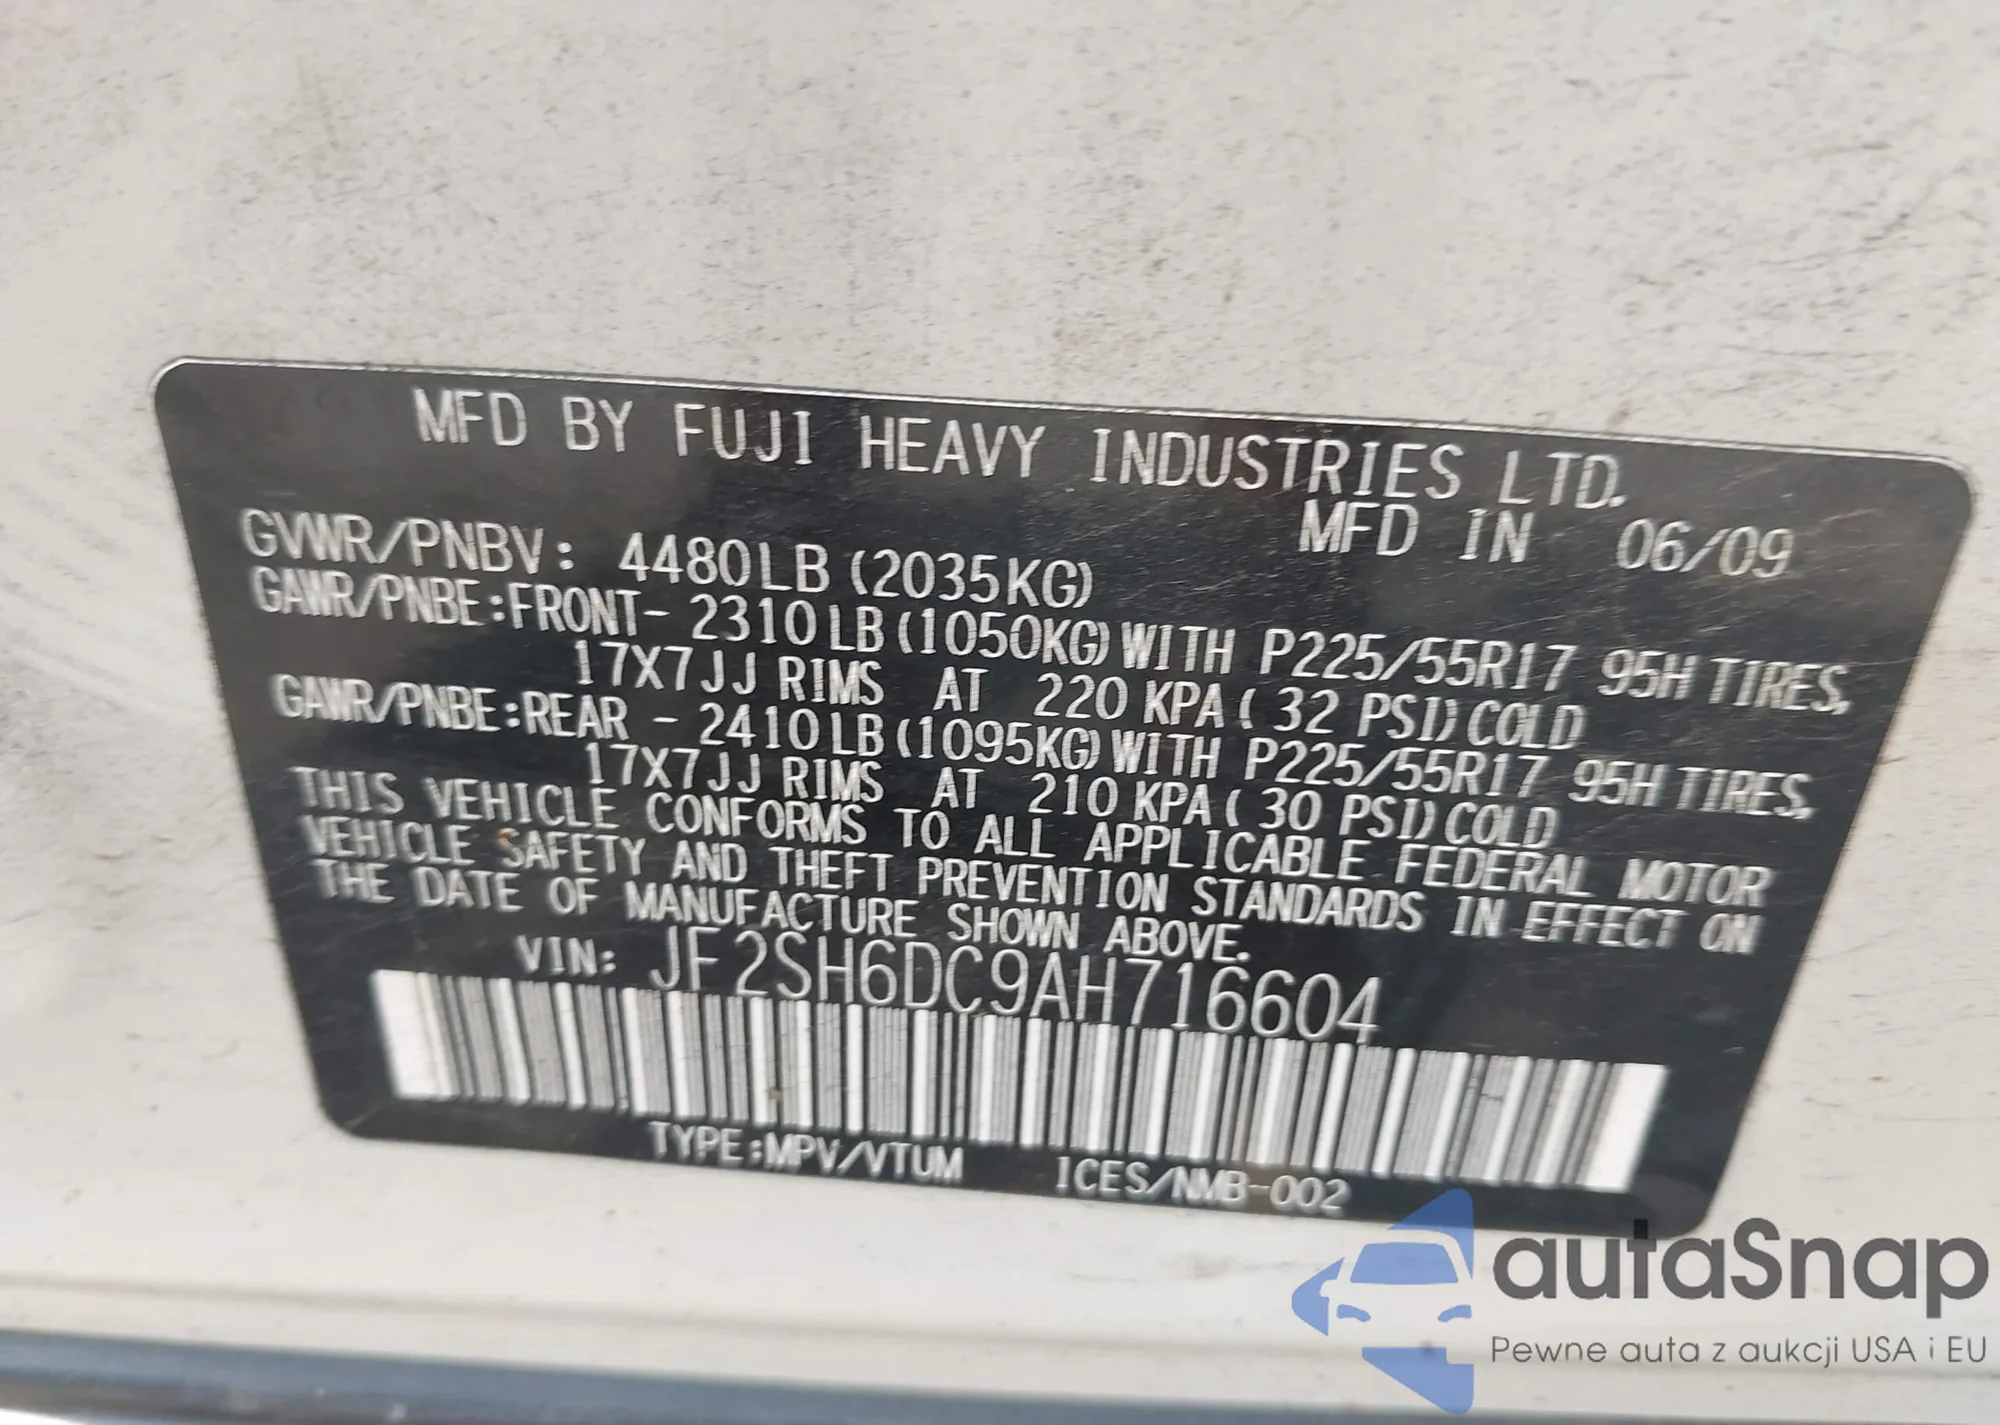 MFD BY FUJI HEAVY INDUSTRIES LTD.
MFD IN 06/09
GVWR/PNBV: 4480LB (2035KG)
GAWR/PNBE:FRONT- 2310LB(1050KG)WITH P225/55R17 95H TIRES,
17X7JJ RIMS AT 220 KPA ( 32 PSI) COLD
GAWR/PNBE:REAR - 2410LB(1095KG)WITH P225/55R17 95H TIRES,
17X7JJ RIMS AT 210 KPA ( 30 PSI) COLD
THIS VEHICLE CONFORMS TO ALL APPLICABLE FEDERAL MOTOR
VEHICLE SAFETY AND THEFT PREVENTION STANDARDS IN EFFECT ON
THE DATE OF MANUFACTURE SHOWN ABOVE.
VIN: JF2SH6DC9AH716604
TYPE:MPV/VTUM ICES/NMB-002
autaSnap
Pewne auta z aukcji USA i EU